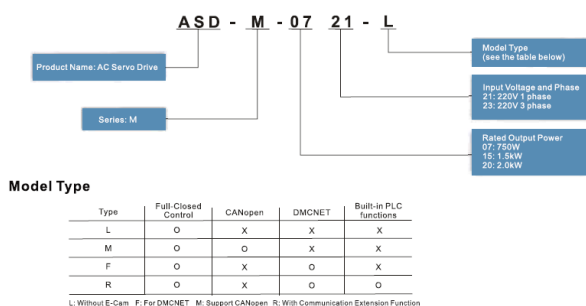 ASD - M - 07 21 - L
Model Type
(see the table below)
Product Name: AC Servo Drive
Input Voltage and Phase
21: 220V 1 phase
23: 220V 3 phase
Series: M
Rated Output Power
07: 750W
15: 1.5kW
20: 2.0kW
Model Type
Type Full-Closed Control CANopen DMCNET Built-in PLC functions
L O X X X
M O O X X
F O X O X
R O X O O
L: Without E-Cam F: For DMCNET M: Support CANopen R: With Communication Extension Function